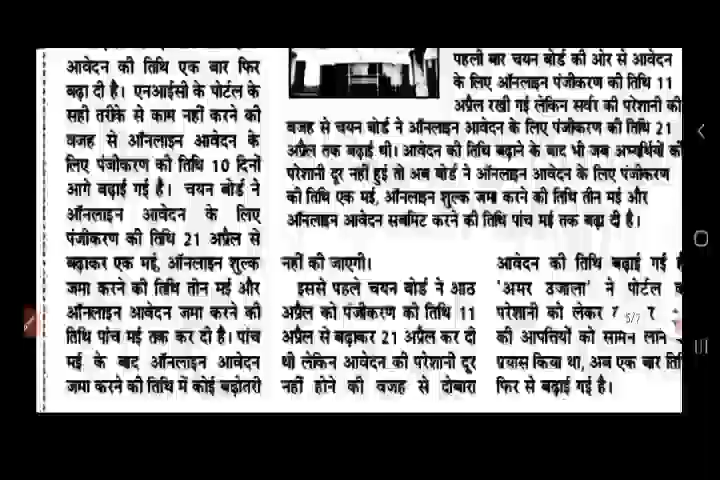 आवेदन की तिथि एक बार फिर
बढ़ा दी है। एनआईसी के पोर्टल के
सही तरीके से काम नहीं करने की
वजह से ऑनलाइन आवेदन के
लिए पंजीकरण की तिथि 10 दिनों
आगे बढ़ाई गई है। चयन बोर्ड ने
ऑनलाइन आवेदन के लिए
पंजीकरण की तिथि 21 अप्रैल से
बढ़ाकर एक मई, ऑनलाइन शुल्क
जमा करने की तिथि तीन मई और
ऑनलाइन आवेदन जमा करने की
तिथि पांच मई तक कर दी है। पांच
मई के बाद ऑनलाइन आवेदन
जमा करने की तिथि में कोई बढ़ोतरी
पहली बार चयन बोर्ड की ओर से आवेदन
के लिए ऑनलाइन पंजीकरण की तिथि 11
अप्रैल रखी गई लेकिन सर्वर की परेशानी की
वजह से चयन बोर्ड ने ऑनलाइन आवेदन के लिए पंजीकरण की तिथि 21
अप्रैल तक बढ़ाई थी। आवेदन की तिथि बढ़ाने के बाद भी जब अभ्यर्थियों की
परेशानी दूर नहीं हुई तो अब बोर्ड ने ऑनलाइन आवेदन के लिए पंजीकरण
की तिथि एक मई, ऑनलाइन शुल्क जमा करने की तिथि तीन मई और
ऑनलाइन आवेदन सबमिट करने की तिथि पांच मई तक बढ़ा दी है।
नहीं की जाएगी।
इससे पहले चयन बोर्ड ने आठ
अप्रैल को पंजीकरण की तिथि 11
अप्रैल से बढ़ाकर 21 अप्रैल कर दी
थी लेकिन आवेदन की परेशानी दूर
नहीं होने की वजह से दोबारा
आवेदन की तिथि बढ़ाई गई है
'अमर उजाला' ने पोर्टल
परेशानी को लेकर
5/7
की आपत्तियों को सामने लाने
प्रयास किया था, अब एक बार
फिर से बढ़ाई गई है।